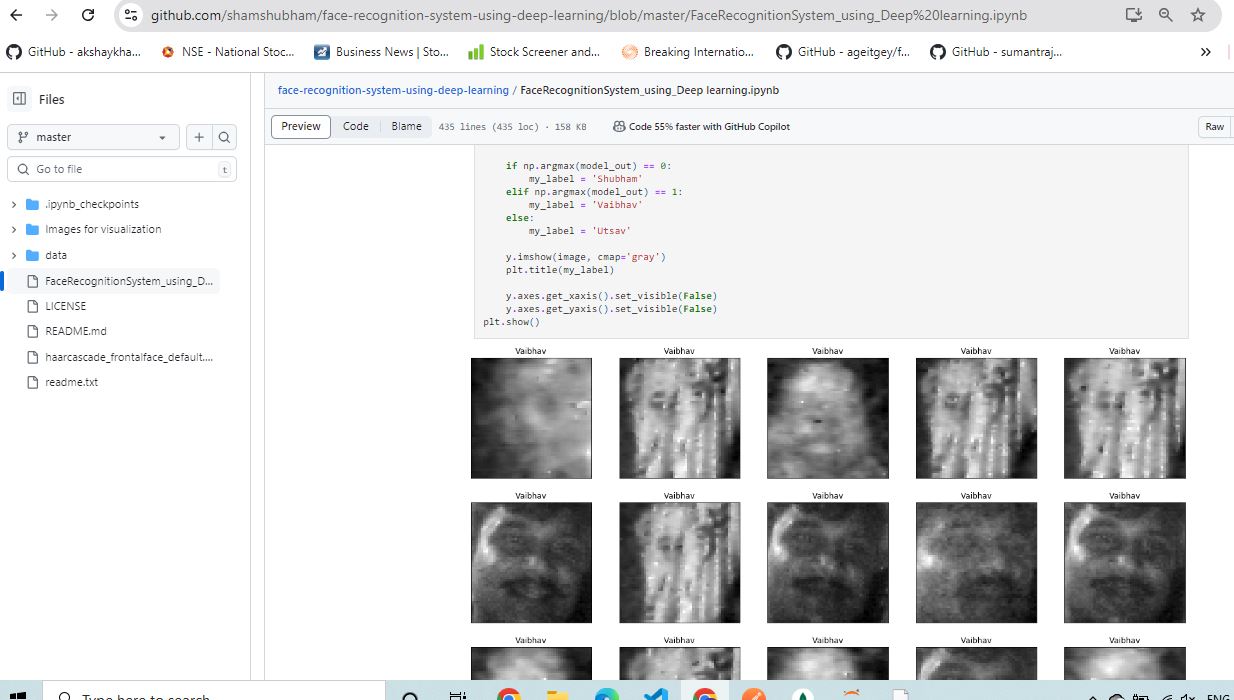 github.com/shamshubham/face-recognition-system-using-deep-learning/blob/master/FaceRecognitionSystem_using_Deep%20learning.ipynb
GitHub - akshaykha... NSE - National Stoc... Business News | Sto... Stock Screener and... Breaking Internatio... GitHub - ageitgey/f... GitHub - sumantraj...
Files
master
Go to file t
.ipynb_checkpoints
Images for visualization
data
FaceRecognitionSystem_using_D...
LICENSE
README.md
haarcascade_frontalface_default....
readme.txt
face-recognition-system-using-deep-learning / FaceRecognitionSystem_using_Deep learning.ipynb
Preview Code Blame 435 lines (435 loc) · 158 KB Code 55% faster with GitHub Copilot Raw
if np.argmax(model_out) == 0:
my_label = 'Shubham'
elif np.argmax(model_out) == 1:
my_label = 'Vaibhav'
else:
my_label = 'Utsav'
y.imshow(image, cmap='gray')
plt.title(my_label)
y.axes.get_xaxis().set_visible(False)
y.axes.get_yaxis().set_visible(False)
plt.show()
Vaibhav Vaibhav Vaibhav Vaibhav Vaibhav
Vaibhav Vaibhav Vaibhav Vaibhav Vaibhav
Vaibhav Vaibhav Vaibhav Vaibhav Vaibhav
Type here to search
ENG